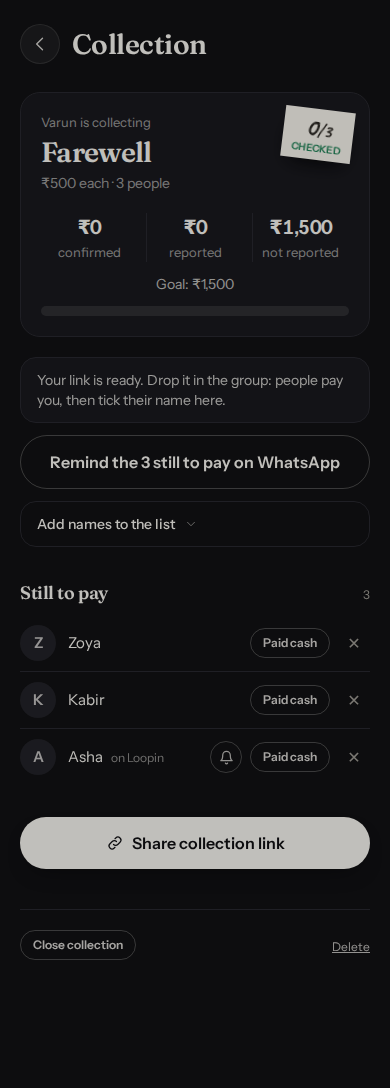 Collection
Varun is collecting
Farewell
₹500 each · 3 people
0/3
CHECKED
₹0
confirmed
₹0
reported
₹1,500
not reported
Goal: ₹1,500
Your link is ready. Drop it in the group: people pay
you, then tick their name here.
Remind the 3 still to pay on WhatsApp
Add names to the list
Still to pay
3
Z
Zoya
Paid cash
K
Kabir
Paid cash
A
Asha on Loopin
Paid cash
Share collection link
Close collection
Delete